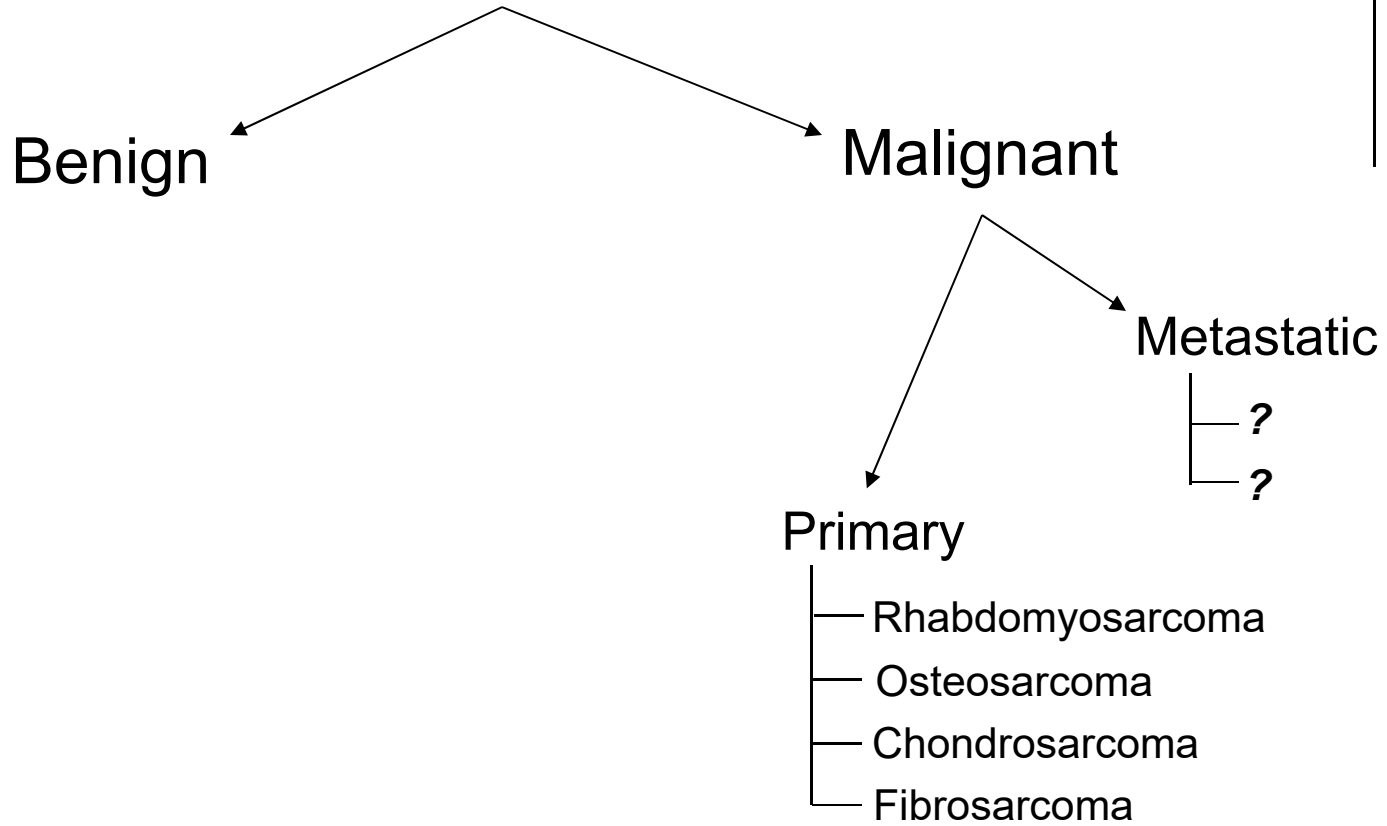 Benign
Malignant
Metastatic
?
?
Primary
Rhabdomyosarcoma
Osteosarcoma
Chondrosarcoma
Fibrosarcoma